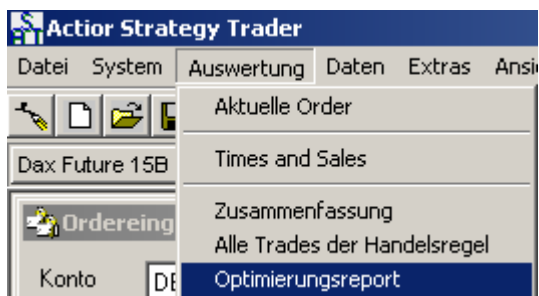 Actior Strategy Trader
Datei System Auswertung Daten Extras
Aktuelle Order
Dax Future 15B
Times and Sales
Zusammenfassung
Ordereing
Alle Trades der Handelsregel
Konto
Optimierungsreport